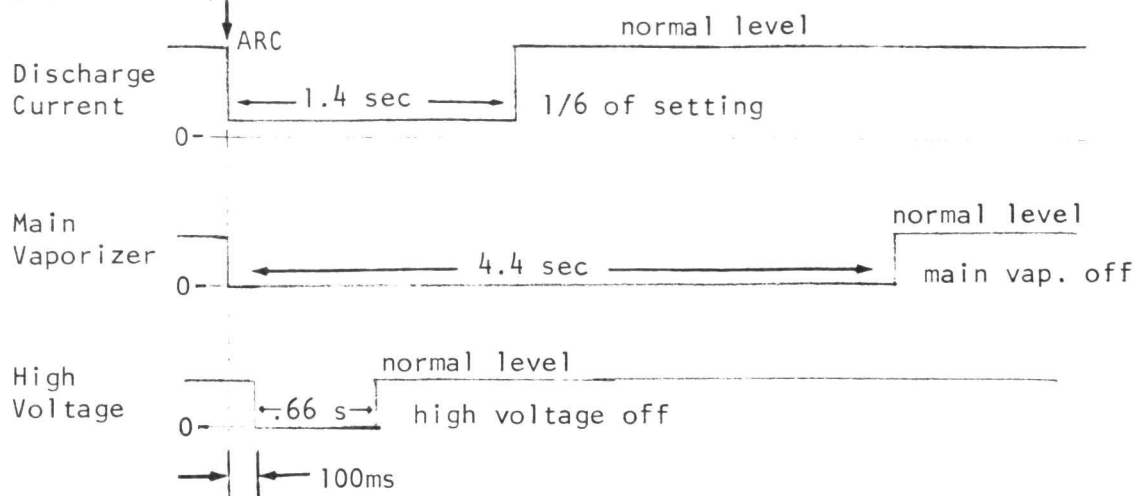 normal level
ARC
Discharge
Current
1.4 sec
1/6 of setting
0-
normal level
Main
Vaporizer
4.4 sec
0-
main vap. off
normal level
High
Voltage
.66 s
high voltage off
0-
100ms